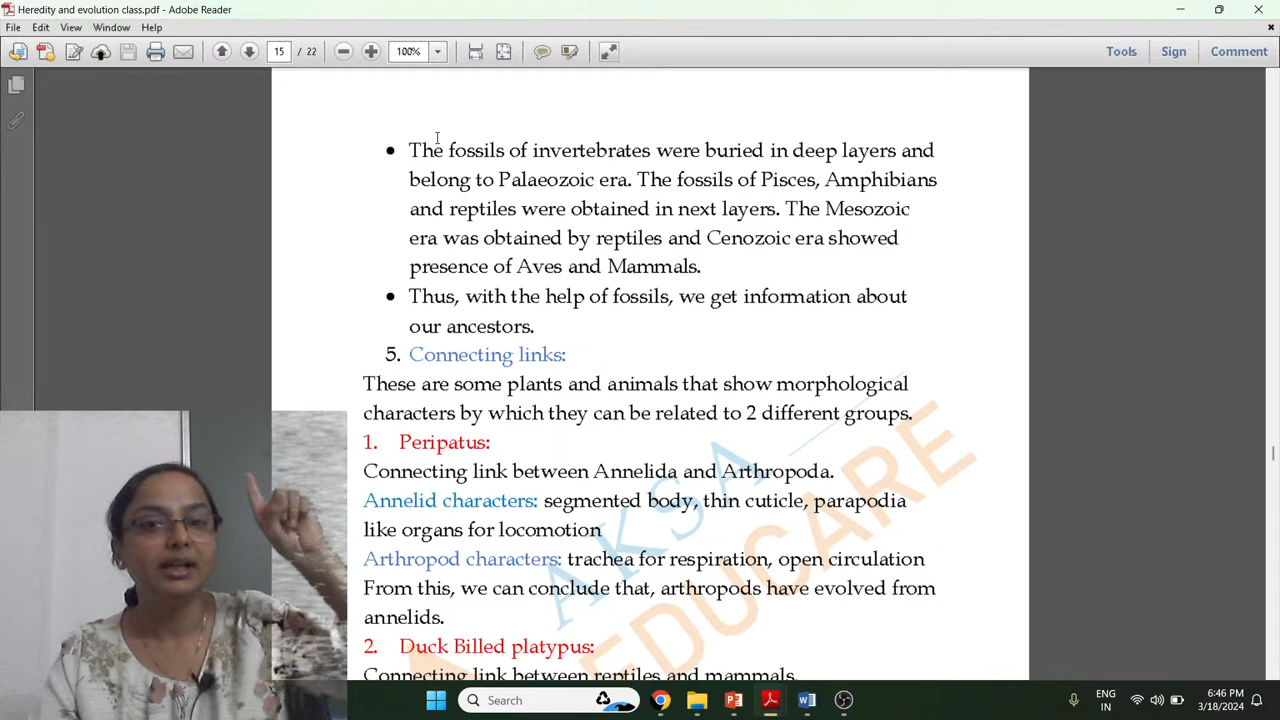 Heredity and evolution class.pdf - Adobe Reader
File Edit View Window Help
15 / 22 100% Tools Sign Comment
• The fossils of invertebrates were buried in deep layers and
belong to Palaeozoic era. The fossils of Pisces, Amphibians
and reptiles were obtained in next layers. The Mesozoic
era was obtained by reptiles and Cenozoic era showed
presence of Aves and Mammals.
• Thus, with the help of fossils, we get information about
our ancestors.
5. Connecting links:
These are some plants and animals that show morphological
characters by which they can be related to 2 different groups.
1. Peripatus:
Connecting link between Annelida and Arthropoda.
Annelid characters: segmented body, thin cuticle, parapodia
like organs for locomotion
Arthropod characters: trachea for respiration, open circulation
From this, we can conclude that, arthropods have evolved from
annelids.
2. Duck Billed platypus:
Connecting link between reptiles and mammals.
AKSA
EDUCARE
Search
ENG
IN
6:46 PM
3/18/2024